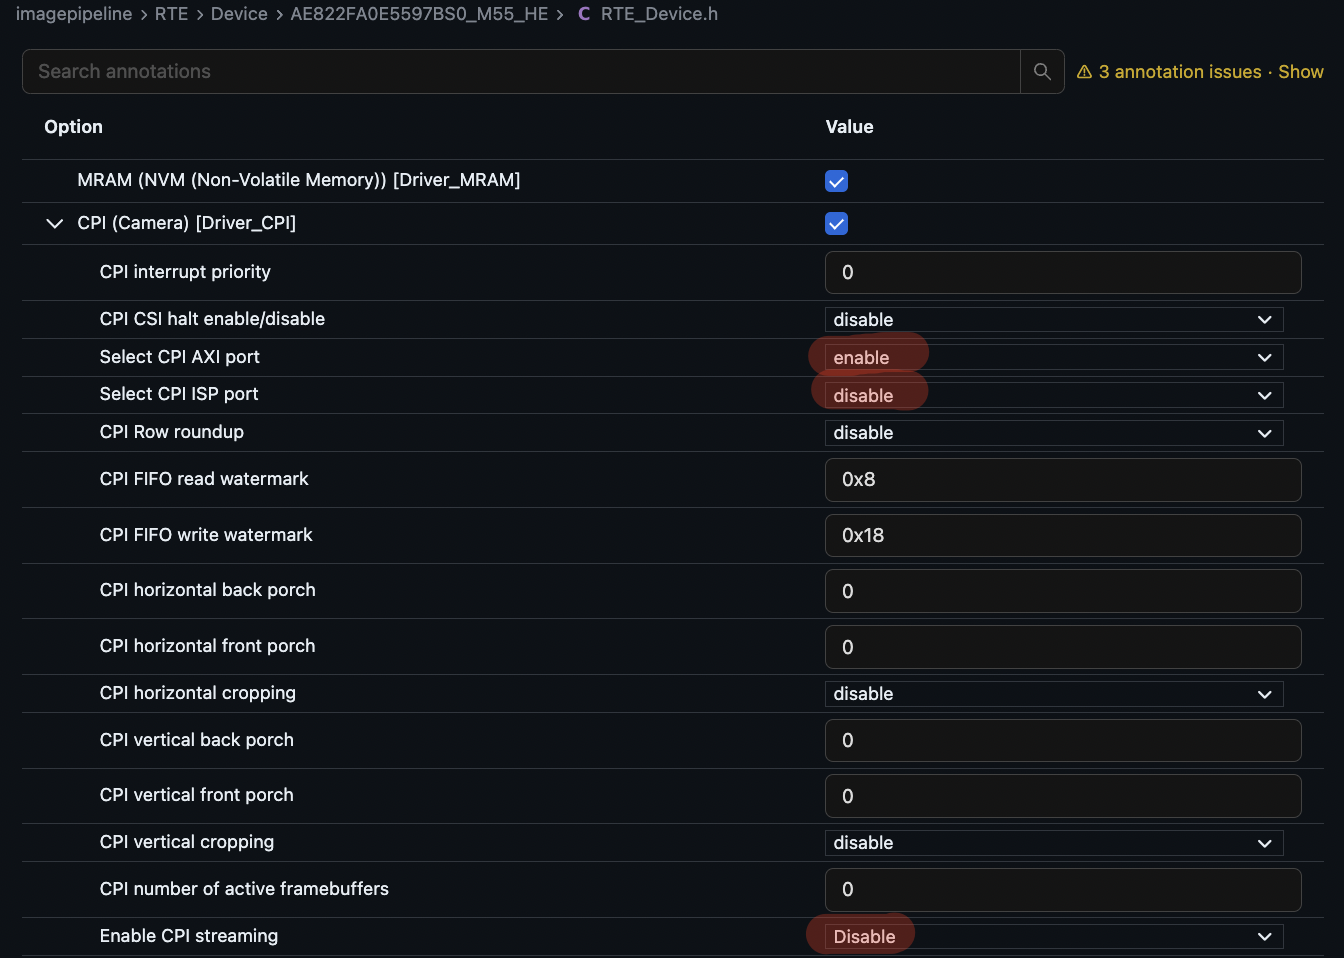 imagepipeline > RTE > Device > AE822FA0E5597BS0_M55_HE > C RTE_Device.h
Search annotations
3 annotation issues · Show
Option Value
MRAM (NVM (Non-Volatile Memory)) [Driver_MRAM]
CPI (Camera) [Driver_CPI]
CPI interrupt priority 0
CPI CSI halt enable/disable disable
Select CPI AXI port enable
Select CPI ISP port disable
CPI Row roundup disable
CPI FIFO read watermark 0x8
CPI FIFO write watermark 0x18
CPI horizontal back porch 0
CPI horizontal front porch 0
CPI horizontal cropping disable
CPI vertical back porch 0
CPI vertical front porch 0
CPI vertical cropping disable
CPI number of active framebuffers 0
Enable CPI streaming Disable